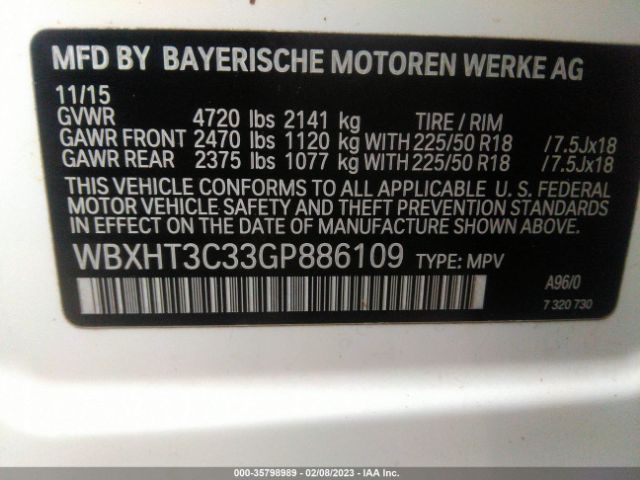 MFD BY BAYERISCHE MOTOREN WERKE AG
11/15
GVWR 4720 lbs 2141 kg TIRE / RIM
GAWR FRONT 2470 lbs 1120 kg WITH 225/50 R18 /7.5Jx18
GAWR REAR 2375 lbs 1077 kg WITH 225/50 R18 /7.5Jx18
THIS VEHICLE CONFORMS TO ALL APPLICABLE U. S. FEDERAL
MOTOR VEHICLE SAFETY AND THEFT PREVENTION STANDARDS
IN EFFECT ON THE DATE OF MANUFACTURE SHOWN ABOVE.
WBXHT3C33GP886109 TYPE: MPV
A96/0
7 320 730
000-35798989 - 02/08/2023 - IAA Inc.